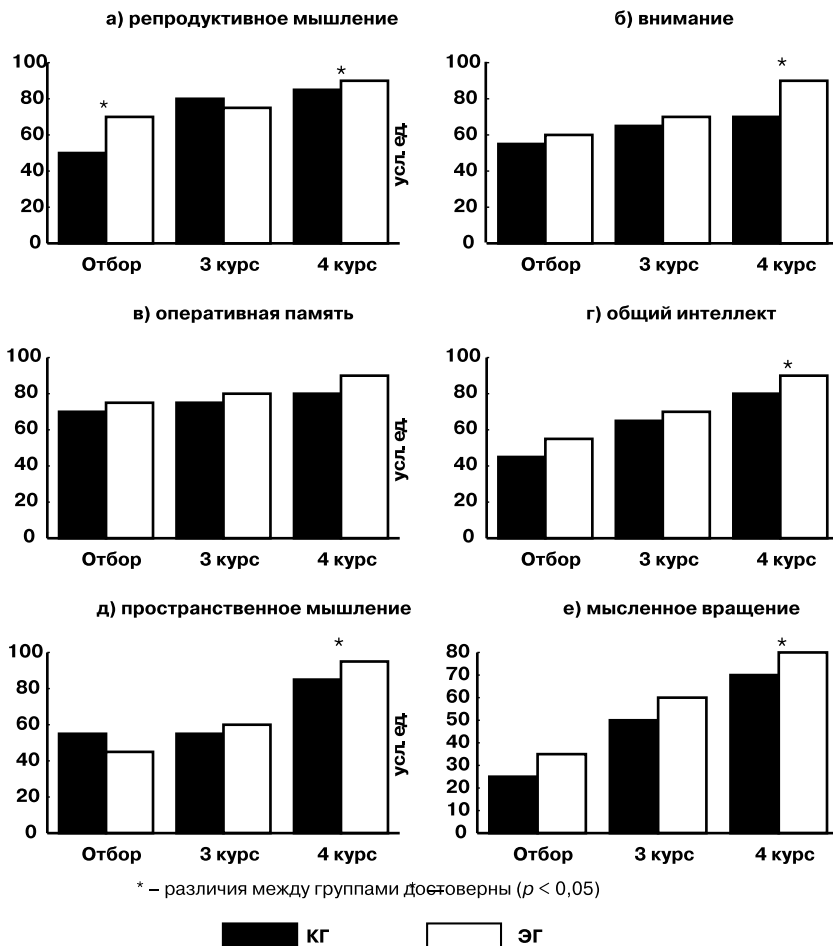 а) репродуктивное мышление
100
80
60
40
20
0
*
*
Отбор 3 курс 4 курс
б) внимание
усл. ед.
100
80
60
40
20
0
*
Отбор 3 курс 4 курс
в) оперативная память
100
80
60
40
20
0
Отбор 3 курс 4 курс
г) общий интеллект
усл. ед.
100
80
60
40
20
0
*
Отбор 3 курс 4 курс
д) пространственное мышление
100
80
60
40
20
0
*
Отбор 3 курс 4 курс
е) мысленное вращение
усл. ед.
80
70
60
50
40
30
20
10
0
*
Отбор 3 курс 4 курс
* – различия между группами достоверны (p < 0,05)
КГ ЭГ